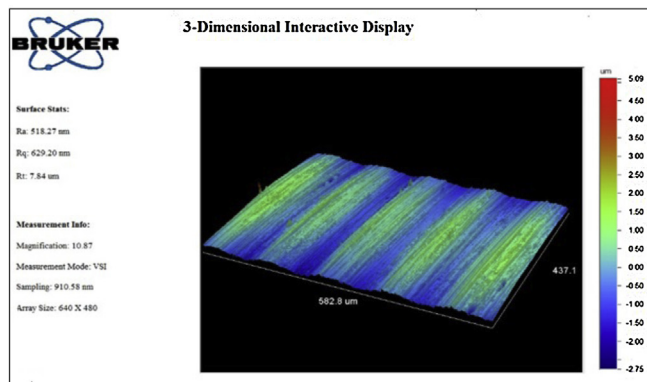 3-Dimensional Interactive Display
BRUKER
Surface Stats:
Ra: 518.27 nm
Rq: 629.20 nm
Rt: 7.84 um
Measurement Info:
Magnification: 10.87
Measurement Mode: VSI
Sampling: 910.58 nm
Array Size: 640 X 480
582.8 um
437.1
um
5.09
4.50
4.00
3.50
3.00
2.50
2.00
1.50
1.00
0.50
0.00
-0.50
-1.00
-2.00
-2.75